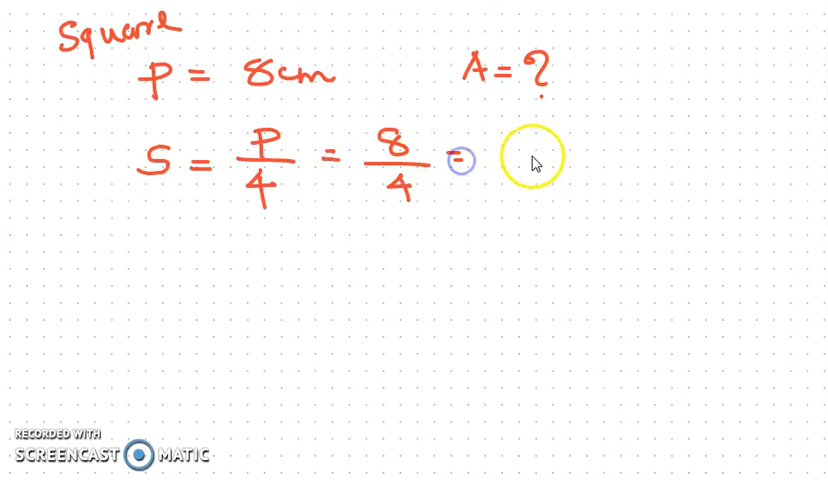 Square
P = 8cm A = ?
S = P/4 = 8/4 =
RECORDED WITH
SCREENCAST MATIC